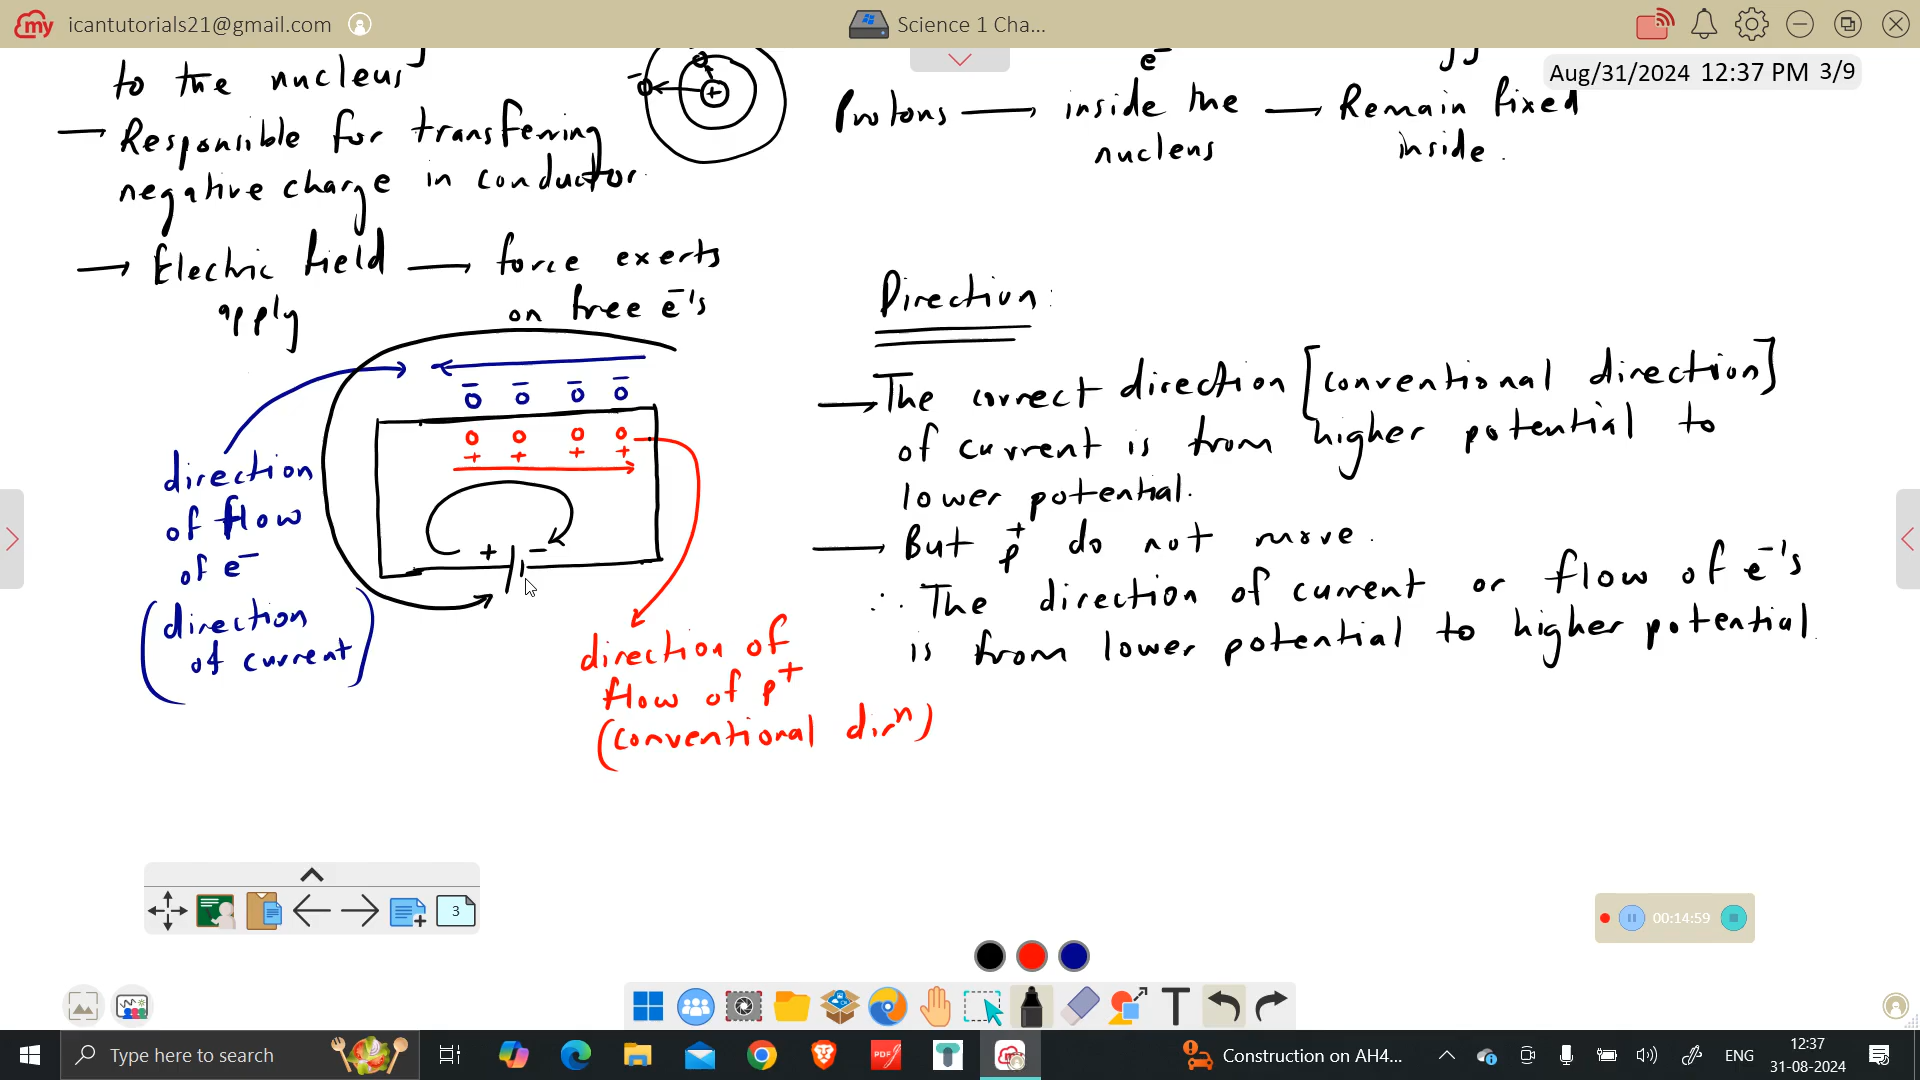 my icantutorials21@gmail.com
Science 1 Cha...
Aug/31/2024 12:37 PM 3/9
to the nucleus
→ Responsible for transferring
negative charge in conductor.
→ Electric field → force exerts
apply on free e⁻'s
− − +
direction
of flow
of e⁻
(direction
of current)
− − − −
o o o o
o o o o
+ + + +
+ −
direction of
flow of p⁺
(conventional dirⁿ)
e⁻
Protons → inside the → Remain fixed
nucleus inside.
Direction:
→ The correct direction [conventional direction]
of current is from higher potential to
lower potential.
→ But p⁺ do not move.
∴ The direction of current or flow of e⁻'s
is from lower potential to higher potential.
3
00:14:59
T
Type here to search
PDF
Construction on AH4...
ENG
12:37
31-08-2024